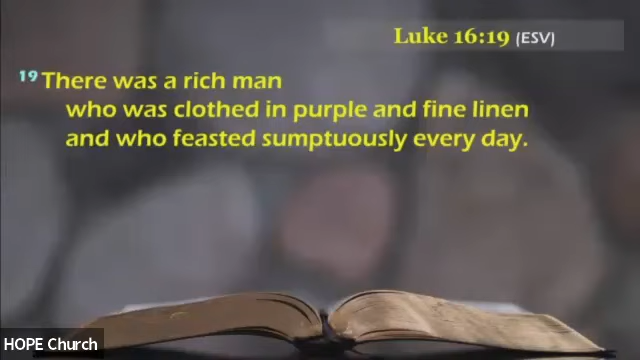 Luke 16:19 (ESV)
19 There was a rich man
who was clothed in purple and fine linen
and who feasted sumptuously every day.
HOPE Church